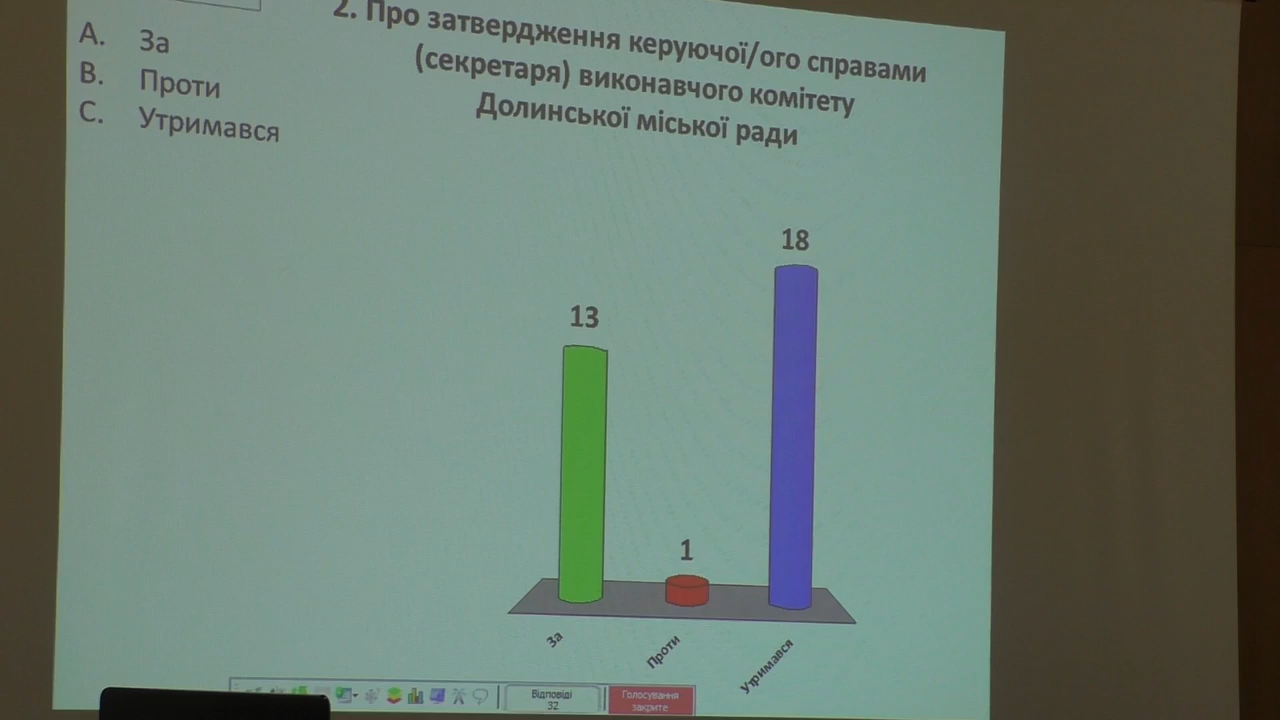 2. Про затвердження керуючої/ого справами
(секретаря) виконавчого комітету
Долинської міської ради
A. За
B. Проти
C. Утримався
18
13
1
За
Проти
Утримався
Відповіді
32
Голосування
закрите